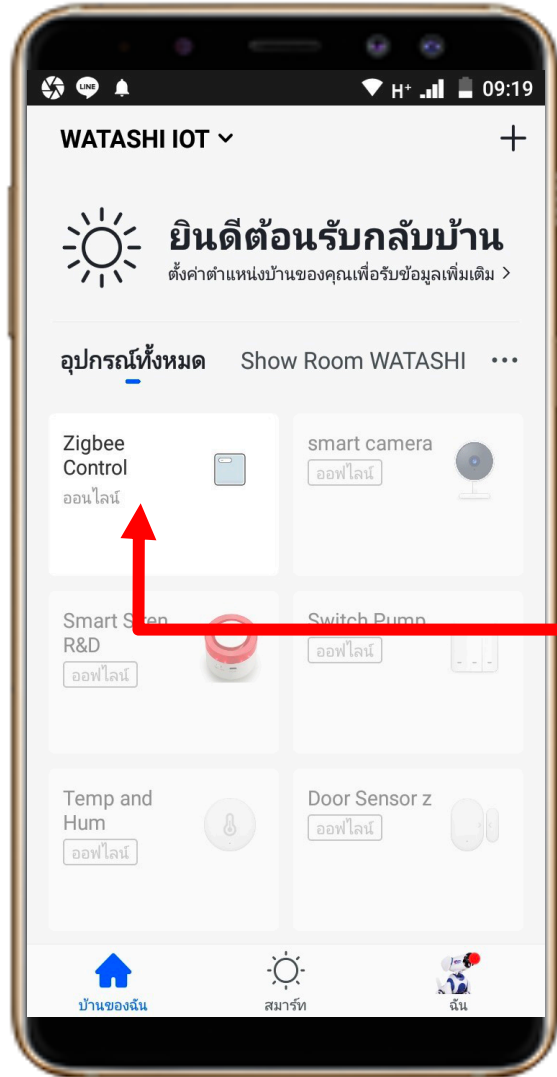 LINE
H+ 09:19
WATASHI IOT
ยินดีต้อนรับกลับบ้าน
ตั้งค่าตำแหน่งบ้านของคุณเพื่อรับข้อมูลเพิ่มเติม >
อุปกรณ์ทั้งหมด Show Room WATASHI ...
Zigbee
Control
ออนไลน์
smart camera
ออฟไลน์
Smart Siren
R&D
ออฟไลน์
Switch Pump
ออฟไลน์
Temp and
Hum
ออฟไลน์
Door Sensor z
ออฟไลน์
บ้านของฉัน สมาร์ท ฉัน